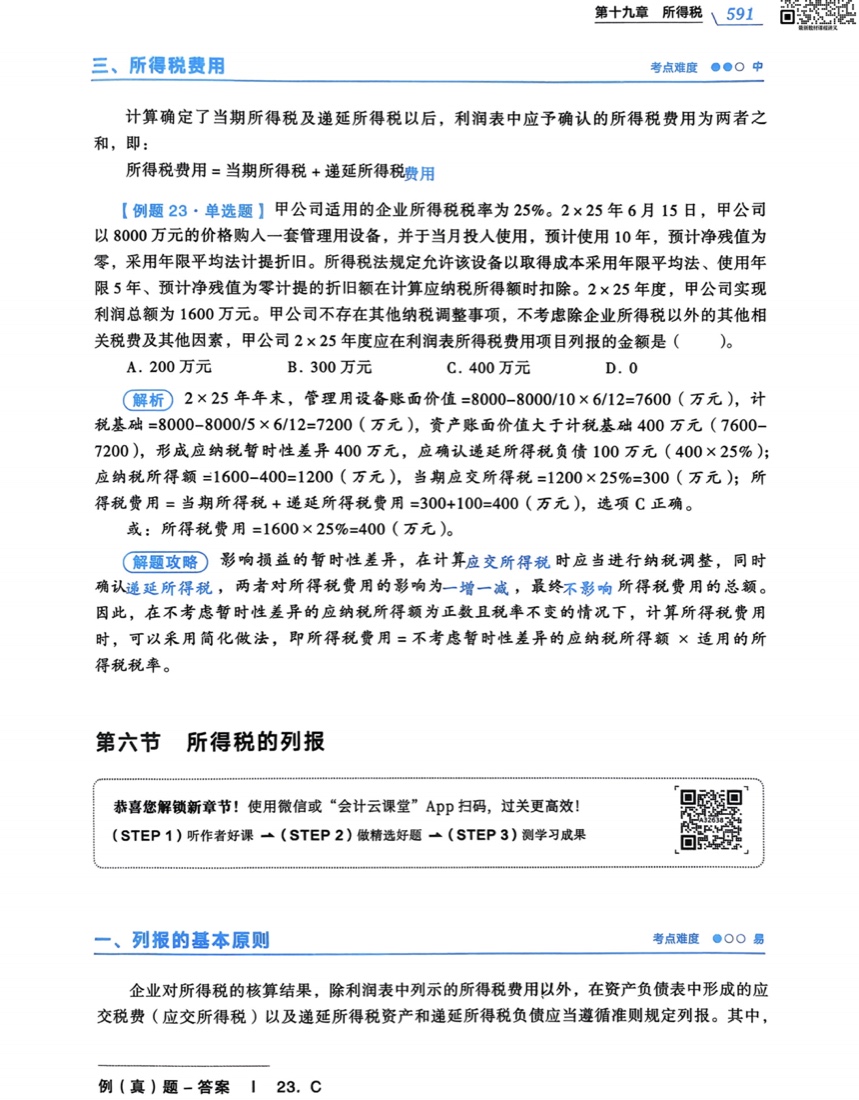 第十九章 所得税 591
三、所得税费用 考点难度 中
计算确定了当期所得税及递延所得税以后，利润表中应予确认的所得税费用为两者之
和，即：
所得税费用 = 当期所得税 + 递延所得税费用
【例题 23·单选题】甲公司适用的企业所得税税率为 25%。2×25 年 6 月 15 日，甲公司
以 8000 万元的价格购入一套管理用设备，并于当月投入使用，预计使用 10 年，预计净残值为
零，采用年限平均法计提折旧。所得税法规定允许该设备以取得成本采用年限平均法、使用年
限 5 年、预计净残值为零计提的折旧额在计算应纳税所得额时扣除。2×25 年度，甲公司实现
利润总额为 1600 万元。甲公司不存在其他纳税调整事项，不考虑除企业所得税以外的其他相
关税费及其他因素，甲公司 2×25 年度应在利润表所得税费用项目列报的金额是（  ）。
A. 200 万元 B. 300 万元 C. 400 万元 D. 0
解析 2×25 年年末，管理用设备账面价值 =8000-8000/10×6/12=7600（万元），计
税基础 =8000-8000/5×6/12=7200（万元），资产账面价值大于计税基础 400 万元（7600-
7200），形成应纳税暂时性差异 400 万元，应确认递延所得税负债 100 万元（400×25%）；
应纳税所得额 =1600-400=1200（万元），当期应交所得税 =1200×25%=300（万元）；所
得税费用 = 当期所得税 + 递延所得税费用 =300+100=400（万元），选项 C 正确。
或：所得税费用 =1600×25%=400（万元）。
解题攻略 影响损益的暂时性差异，在计算应交所得税时应当进行纳税调整，同时
确认递延所得税，两者对所得税费用的影响为一增一减，最终不影响所得税费用的总额。
因此，在不考虑暂时性差异的应纳税所得额为正数且税率不变的情况下，计算所得税费用
时，可以采用简化做法，即所得税费用 = 不考虑暂时性差异的应纳税所得额 × 适用的所
得税税率。
第六节 所得税的列报
恭喜您解锁新章节！使用微信或“会计云课堂”App 扫码，过关更高效！
（STEP 1）听作者好课 ⇀（STEP 2）做精选好题 ⇀（STEP 3）测学习成果
A32638
一、列报的基本原则 考点难度 易
企业对所得税的核算结果，除利润表中列示的所得税费用以外，在资产负债表中形成的应
交税费（应交所得税）以及递延所得税资产和递延所得税负债应当遵循准则规定列报。其中，
例（真）题 – 答案 | 23. C